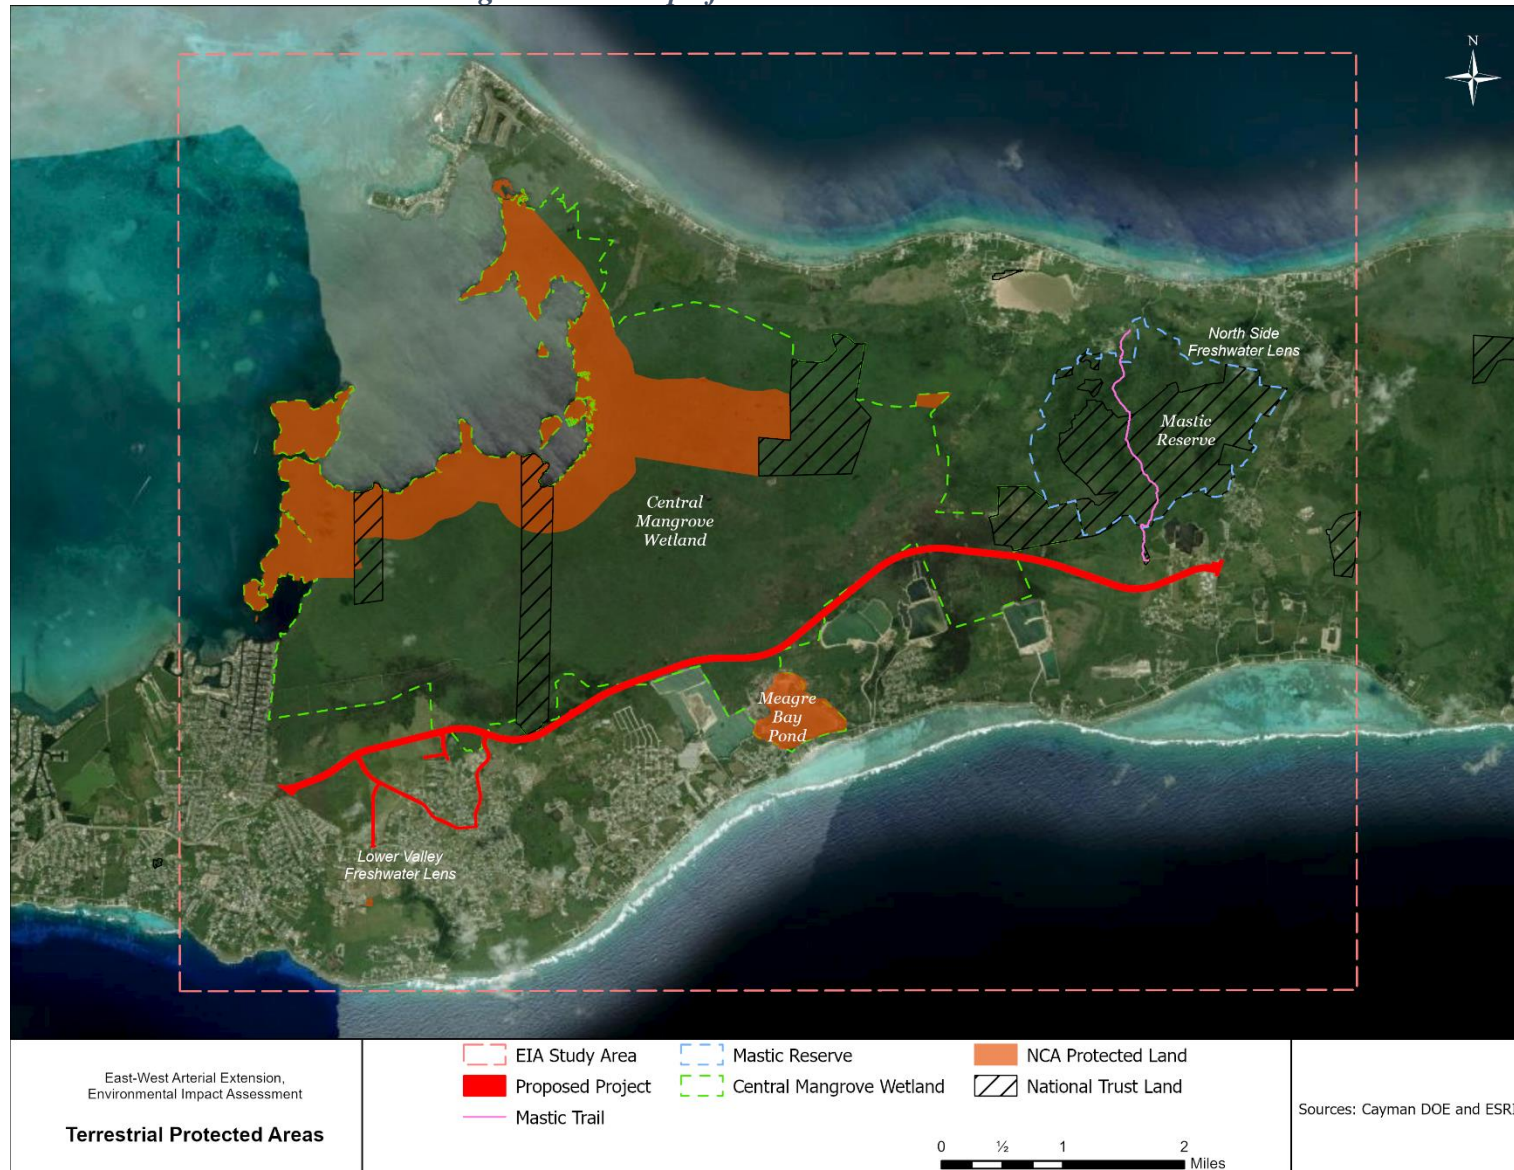 N
North Side
Freshwater Lens
Mastic
Reserve
Central
Mangrove
Wetland
Meagre
Bay
Pond
Lower Valley
Freshwater Lens
East-West Arterial Extension,
Environmental Impact Assessment
Terrestrial Protected Areas
EIA Study Area
Proposed Project
Mastic Trail
Mastic Reserve
Central Mangrove Wetland
NCA Protected Land
National Trust Land
0 ½ 1 2
Miles
Sources: Cayman DOE and ESRI